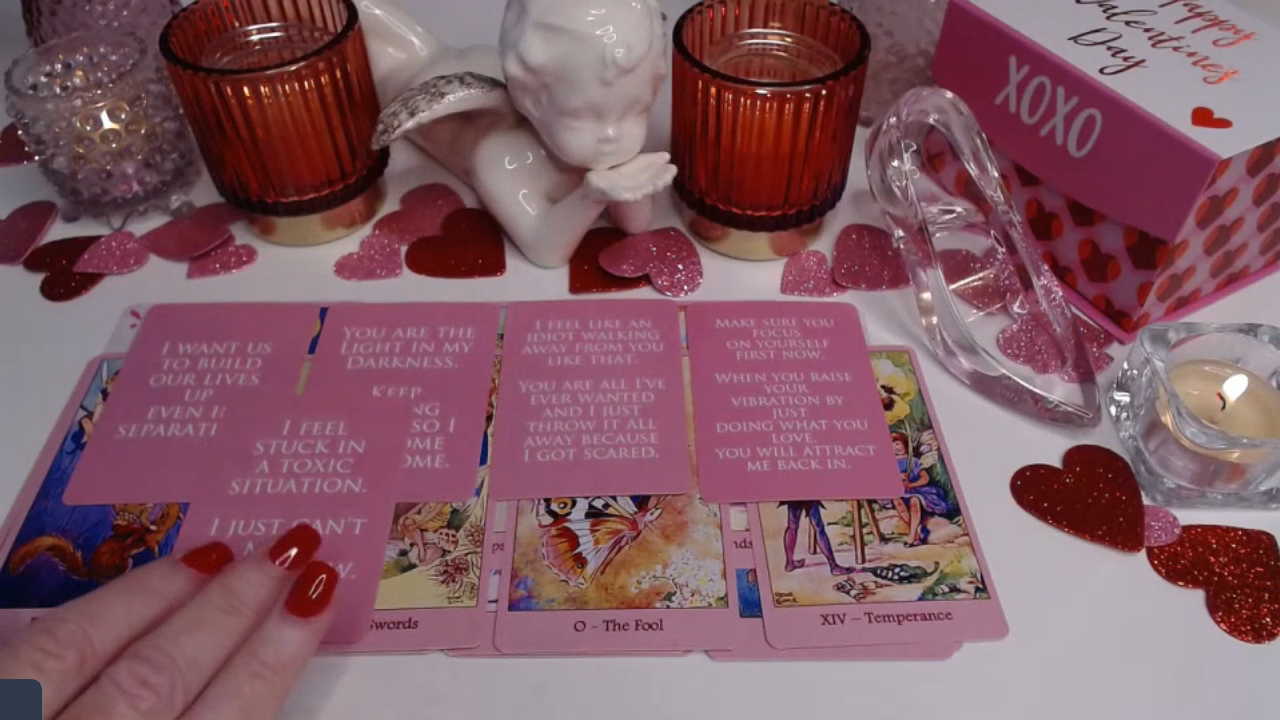 Happy
Valentines
Day
XOXO
I WANT US
TO BUILD
OUR LIVES
UP
EVEN
YOU ARE THE
LIGHT IN MY
DARKNESS.
KEEP
SO I
I FEEL
STUCK IN
A TOXIC
SITUATION.
I JUST CAN'T
I FEEL LIKE AN
IDIOT WALKING
AWAY FROM YOU
LIKE THAT.
YOU ARE ALL I'VE
EVER WANTED
AND I JUST
THROW IT ALL
AWAY BECAUSE
I GOT SCARED.
MAKE SURE YOU
FOCUS
ON YOURSELF
FIRST NOW.
WHEN YOU RAISE
YOUR
VIBRATION BY
JUST
DOING WHAT YOU
LOVE,
YOU WILL ATTRACT
ME BACK IN.
Swords
O - The Fool
XIV - Temperance